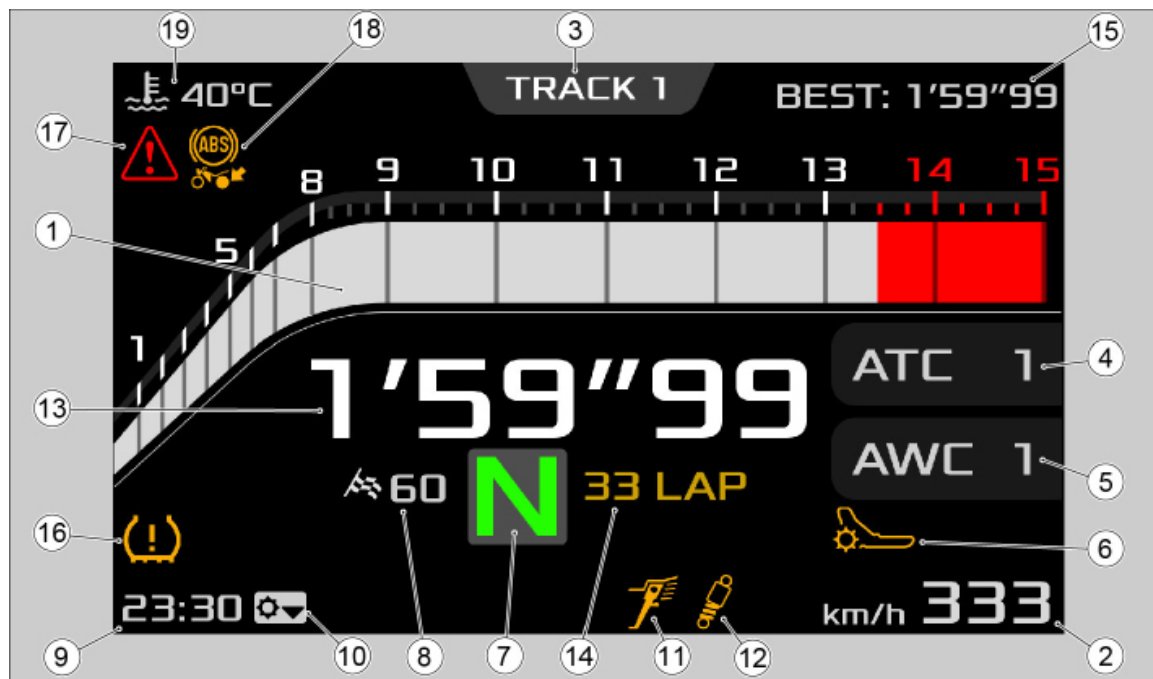 19 18 3 15
40°C TRACK 1 BEST: 1'59"99
17 ABS
8 9 10 11 12 13 14 15
1 5
1
1'59"99 ATC 1 4
13
60 N 33 LAP AWC 1 5
16 6
23:30 km/h 333
9 10 8 7 14 11 12 2